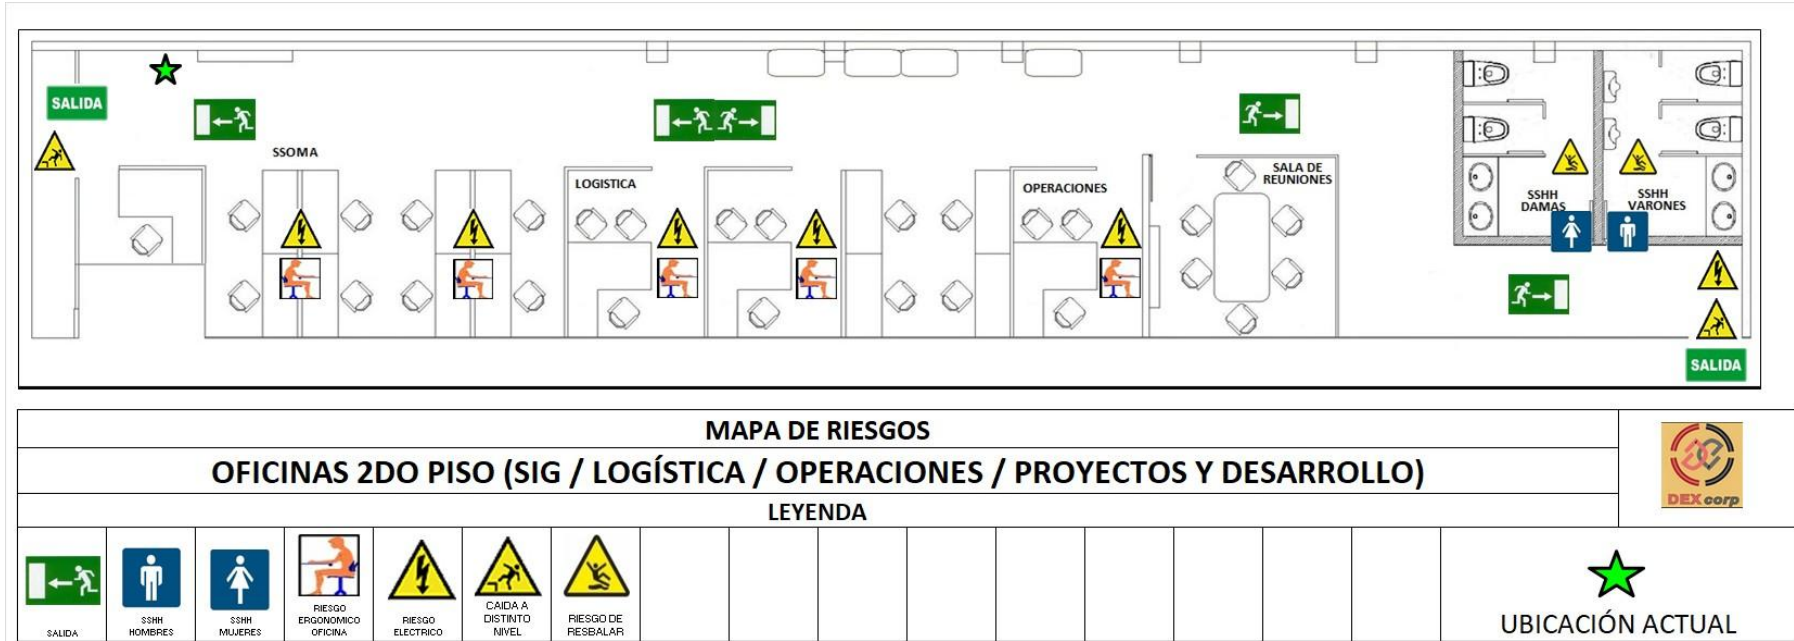 SALIDA
SSOMA
LOGISTICA
OPERACIONES
SALA DE
REUNIONES
SSHH
DAMAS
SSHH
VARONES
SALIDA
MAPA DE RIESGOS
OFICINAS 2DO PISO (SIG / LOGÍSTICA / OPERACIONES / PROYECTOS Y DESARROLLO)
DEX corp
LEYENDA
SALIDA
SSHH
HOMBRES
SSHH
MUJERES
RIESGO
ERGONOMICO
OFICINA
RIESGO
ELECTRICO
CAIDA A
DISTINTO
NIVEL
RIESGO DE
RESBALAR
UBICACIÓN ACTUAL